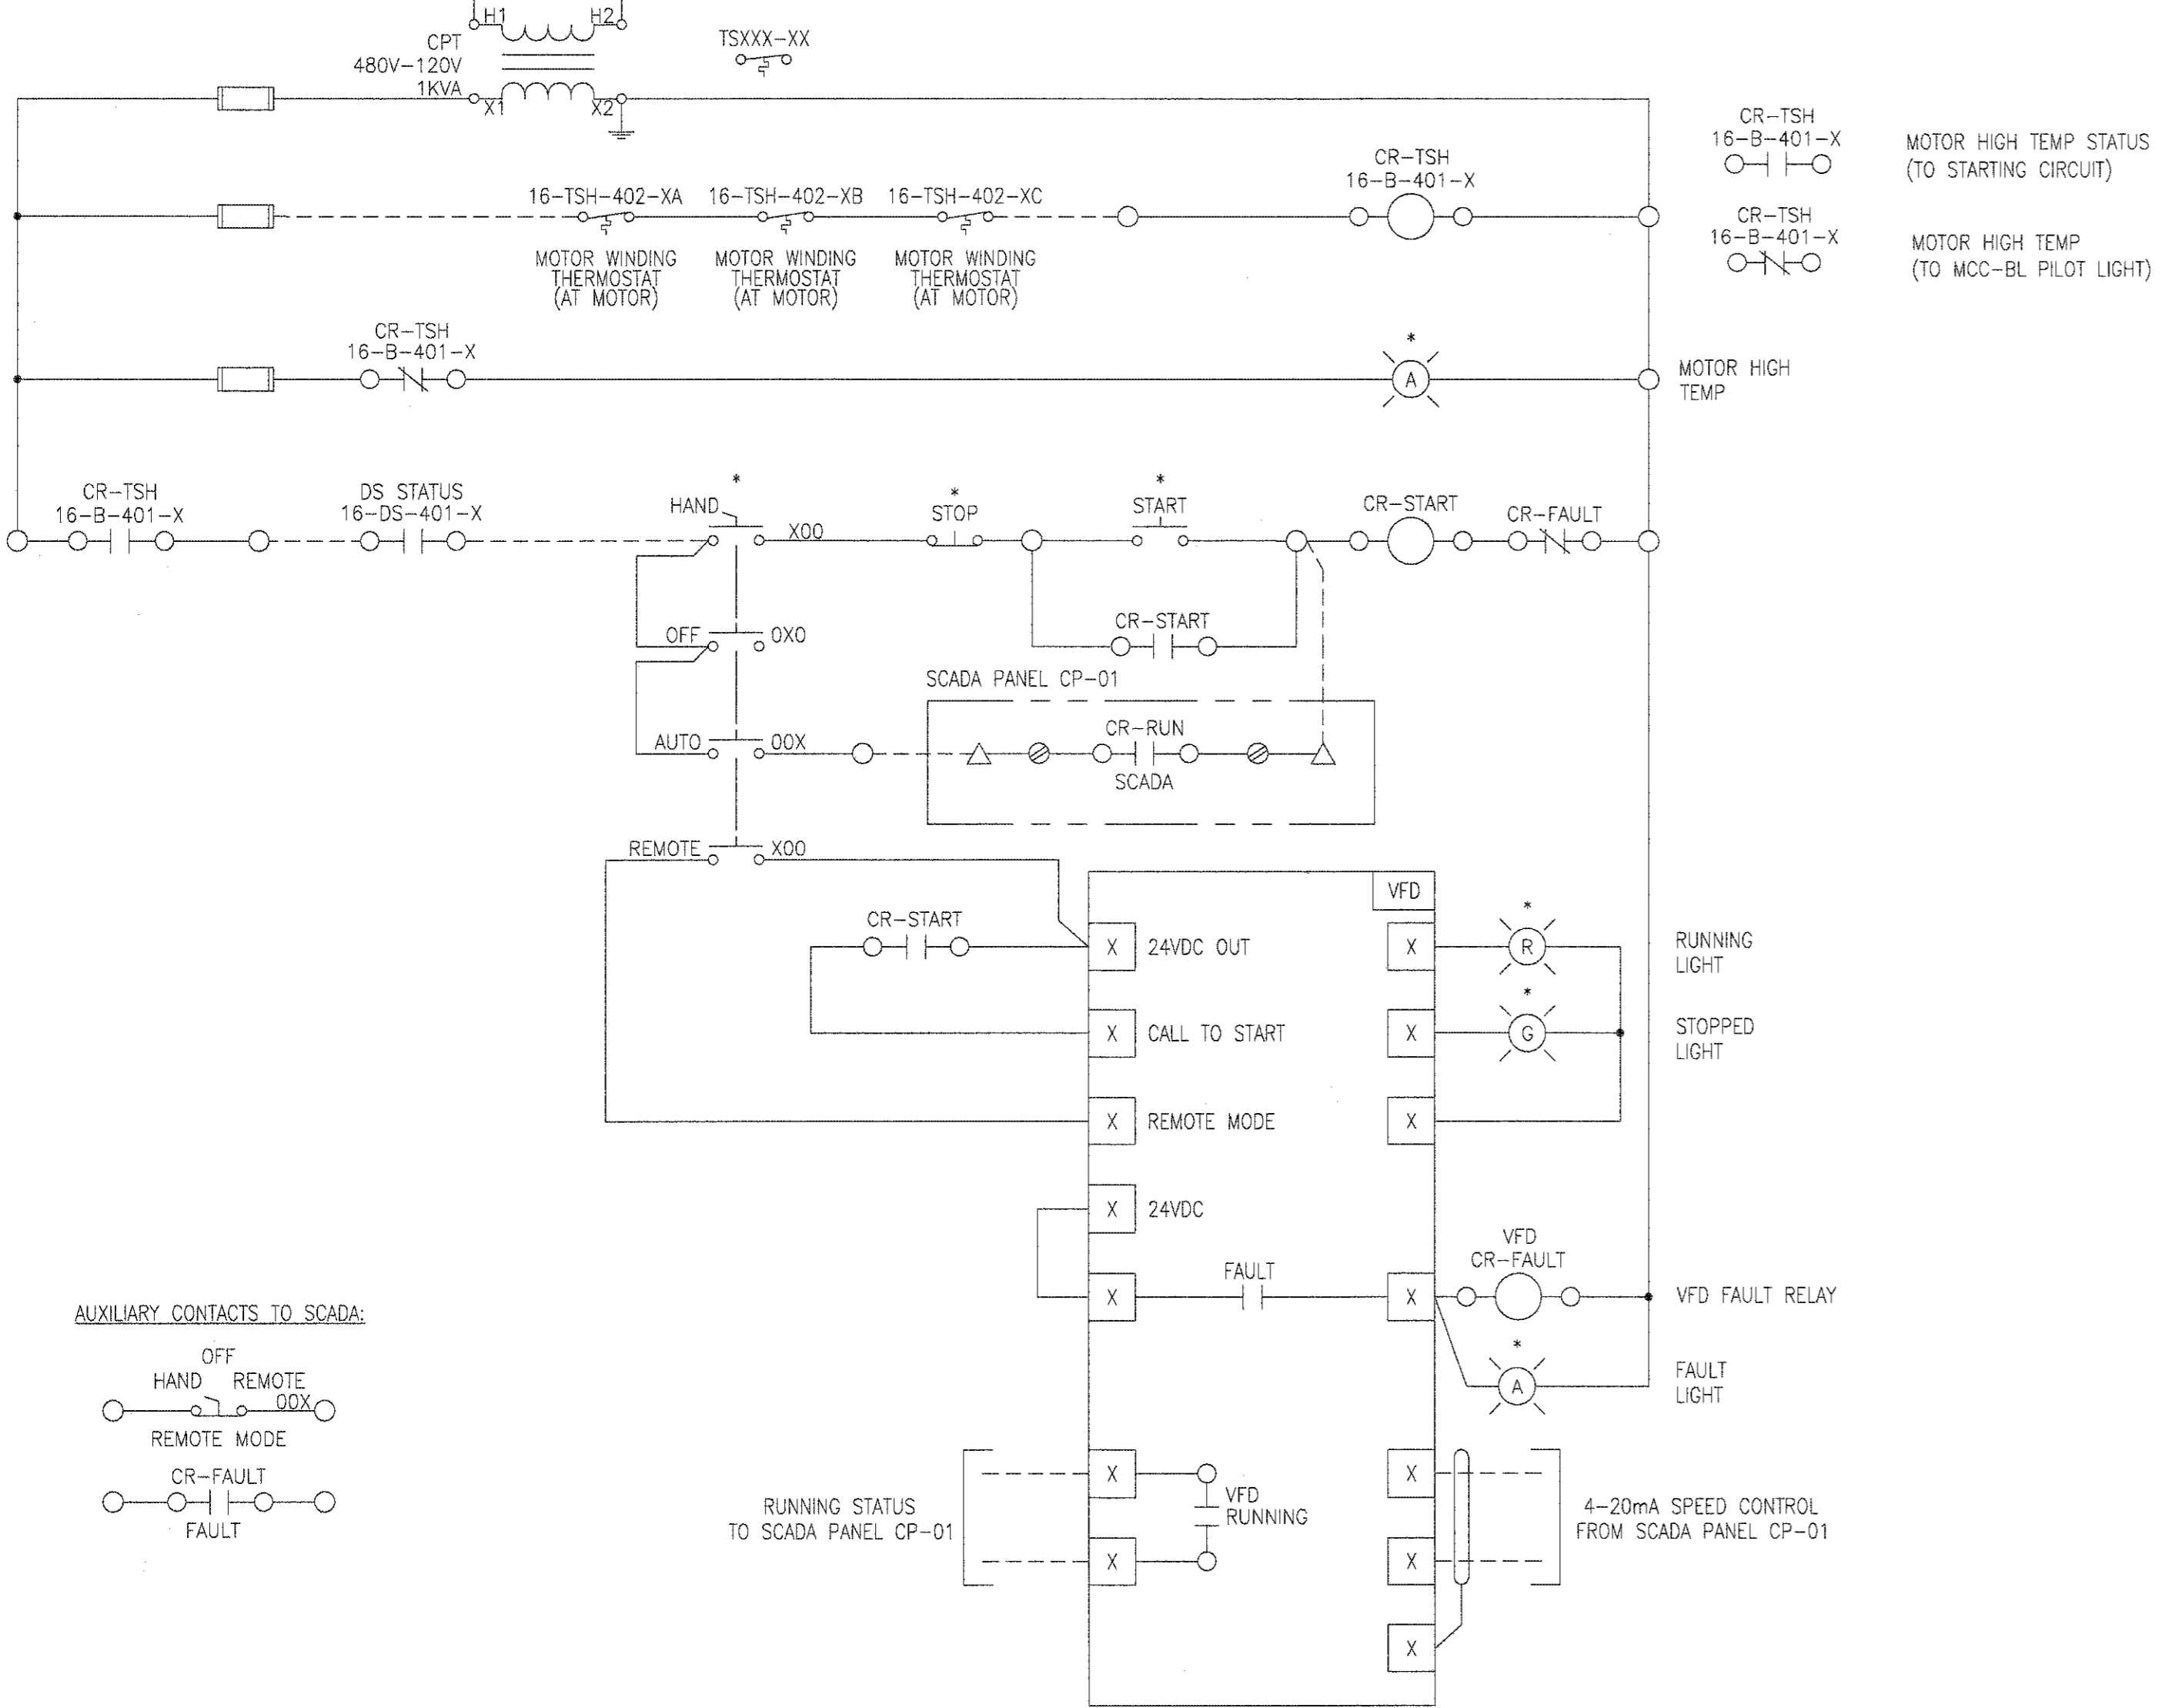 H1 H2
CPT
480V-120V
1KVA
X1 X2
TSXXX-XX
CR-TSH
16-B-401-X
MOTOR HIGH TEMP STATUS
(TO STARTING CIRCUIT)
16-TSH-402-XA
MOTOR WINDING
THERMOSTAT
(AT MOTOR)
16-TSH-402-XB
MOTOR WINDING
THERMOSTAT
(AT MOTOR)
16-TSH-402-XC
MOTOR WINDING
THERMOSTAT
(AT MOTOR)
CR-TSH
16-B-401-X
CR-TSH
16-B-401-X
MOTOR HIGH TEMP
(TO MCC-BL PILOT LIGHT)
CR-TSH
16-B-401-X
*
A
MOTOR HIGH
TEMP
CR-TSH
16-B-401-X
DS STATUS
16-DS-401-X
*
HAND
X00
*
STOP
*
START
CR-START
CR-FAULT
OFF
0X0
CR-START
SCADA PANEL CP-01
AUTO
00X
CR-RUN
SCADA
REMOTE
X00
VFD
CR-START
X
24VDC OUT
X
*
R
RUNNING
LIGHT
X
CALL TO START
X
*
G
STOPPED
LIGHT
X
REMOTE MODE
X
X
24VDC
X
FAULT
X
VFD
CR-FAULT
VFD FAULT RELAY
*
A
FAULT
LIGHT
AUXILIARY CONTACTS TO SCADA:
OFF
HAND REMOTE
00X
REMOTE MODE
CR-FAULT
FAULT
RUNNING STATUS
TO SCADA PANEL CP-01
X
X
VFD
RUNNING
X
X
X
4-20mA SPEED CONTROL
FROM SCADA PANEL CP-01